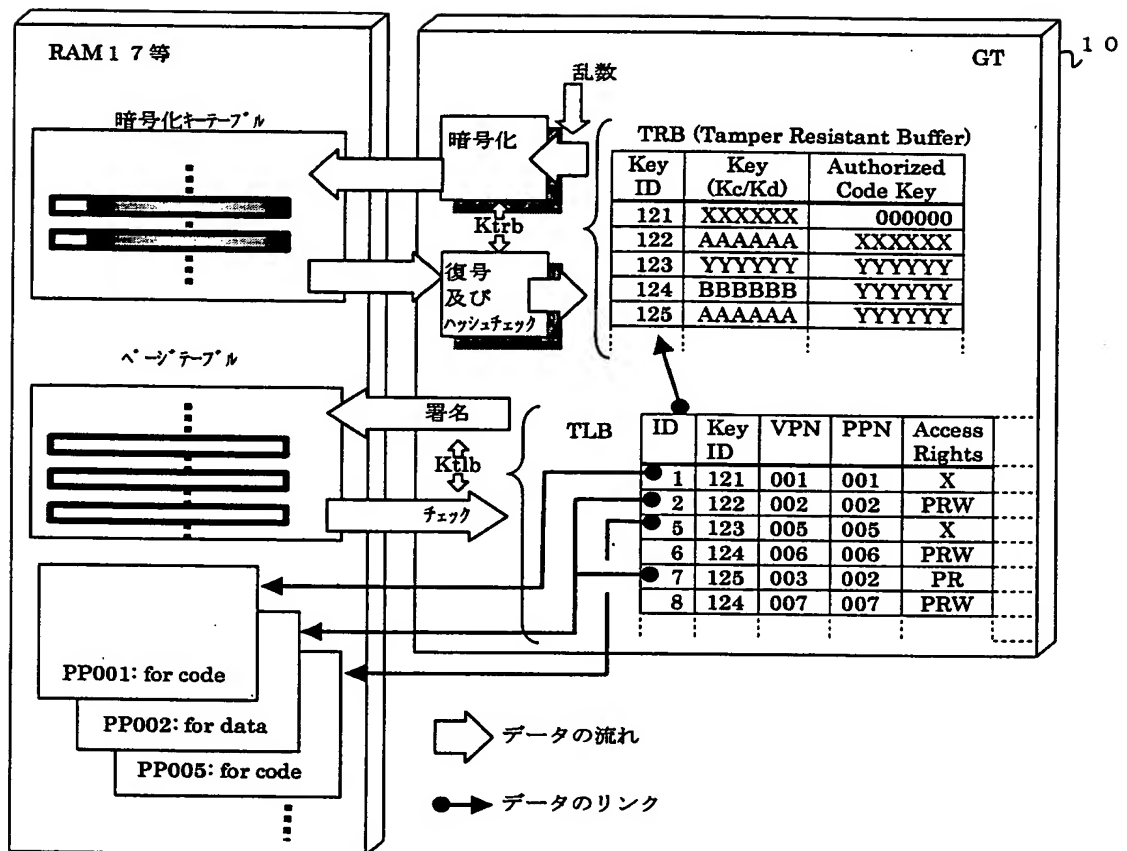 RAM１７等
暗号化キーテーブル
ページテーブル
PP001: for code
PP002: for data
PP005: for code
GT
１０
乱数
暗号化
Ktrb
復号
及び
ハッシュチェック
TRB (Tamper Resistant Buffer)
Key ID Key (Kc/Kd) Authorized Code Key
121 XXXXXX 000000
122 AAAAAA XXXXXX
123 YYYYYY YYYYYY
124 BBBBBB YYYYYY
125 AAAAAA YYYYYY
署名
Ktlb
チェック
TLB
ID Key ID VPN PPN Access Rights
1 121 001 001 X
2 122 002 002 PRW
5 123 005 005 X
6 124 006 006 PRW
7 125 003 002 PR
8 124 007 007 PRW
データの流れ
データのリンク